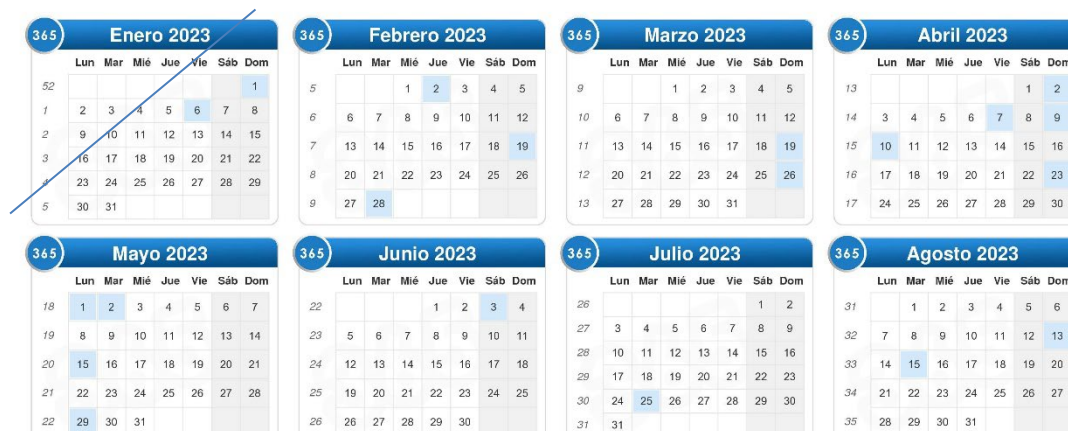 365 Enero 2023
Lun Mar Mié Jue Vie Sáb Dom
52 1
1 2 3 4 5 6 7 8
2 9 10 11 12 13 14 15
3 16 17 18 19 20 21 22
4 23 24 25 26 27 28 29
5 30 31
365 Febrero 2023
Lun Mar Mié Jue Vie Sáb Dom
5 1 2 3 4 5
6 6 7 8 9 10 11 12
7 13 14 15 16 17 18 19
8 20 21 22 23 24 25 26
9 27 28
365 Marzo 2023
Lun Mar Mié Jue Vie Sáb Dom
9 1 2 3 4 5
10 6 7 8 9 10 11 12
11 13 14 15 16 17 18 19
12 20 21 22 23 24 25 26
13 27 28 29 30 31
365 Abril 2023
Lun Mar Mié Jue Vie Sáb Dom
13 1 2
14 3 4 5 6 7 8 9
15 10 11 12 13 14 15 16
16 17 18 19 20 21 22 23
17 24 25 26 27 28 29 30
365 Mayo 2023
Lun Mar Mié Jue Vie Sáb Dom
18 1 2 3 4 5 6 7
19 8 9 10 11 12 13 14
20 15 16 17 18 19 20 21
21 22 23 24 25 26 27 28
22 29 30 31
365 Junio 2023
Lun Mar Mié Jue Vie Sáb Dom
22 1 2 3 4
23 5 6 7 8 9 10 11
24 12 13 14 15 16 17 18
25 19 20 21 22 23 24 25
26 26 27 28 29 30
365 Julio 2023
Lun Mar Mié Jue Vie Sáb Dom
26 1 2
27 3 4 5 6 7 8 9
28 10 11 12 13 14 15 16
29 17 18 19 20 21 22 23
30 24 25 26 27 28 29 30
31 31
365 Agosto 2023
Lun Mar Mié Jue Vie Sáb Dom
31 1 2 3 4 5 6
32 7 8 9 10 11 12 13
33 14 15 16 17 18 19 20
34 21 22 23 24 25 26 27
35 28 29 30 31